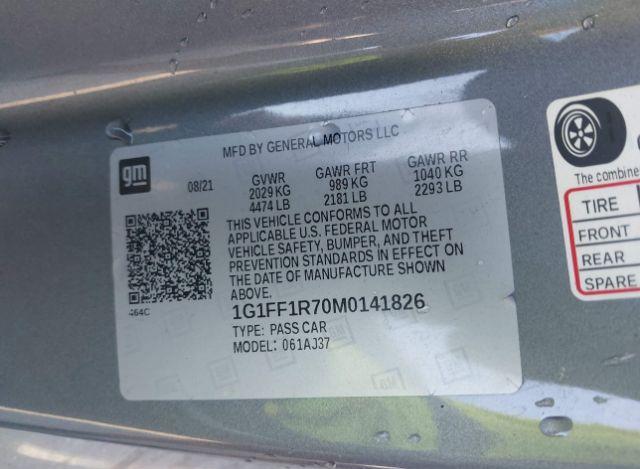 MFD BY GENERAL MOTORS LLC
gm
08/21
GVWR GAWR FRT GAWR RR
2029 KG 989 KG 1040 KG
4474 LB 2181 LB 2293 LB
THIS VEHICLE CONFORMS TO ALL
APPLICABLE U.S. FEDERAL MOTOR
VEHICLE SAFETY, BUMPER, AND THEFT
PREVENTION STANDARDS IN EFFECT ON
THE DATE OF MANUFACTURE SHOWN
ABOVE.
464C
1G1FF1R70M0141826
TYPE: PASS CAR
MODEL: 061AJ37
The combine
TIRE
FRONT
REAR
SPARE